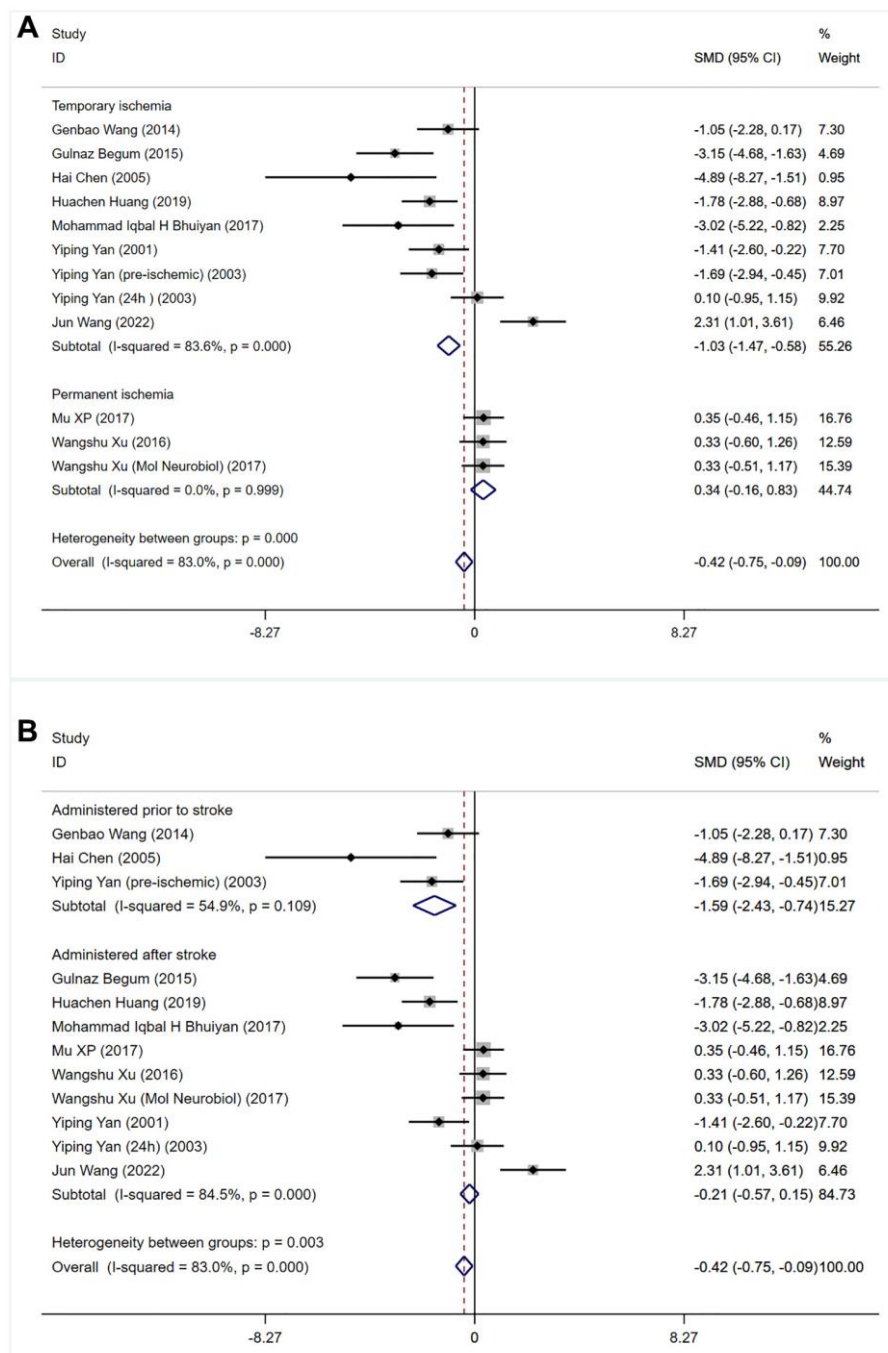 A
Study %
ID SMD (95% CI) Weight
Temporary ischemia
Genbao Wang (2014) -1.05 (-2.28, 0.17) 7.30
Gulnaz Begum (2015) -3.15 (-4.68, -1.63) 4.69
Hai Chen (2005) -4.89 (-8.27, -1.51) 0.95
Huachen Huang (2019) -1.78 (-2.88, -0.68) 8.97
Mohammad Iqbal H Bhuiyan (2017) -3.02 (-5.22, -0.82) 2.25
Yiping Yan (2001) -1.41 (-2.60, -0.22) 7.70
Yiping Yan (pre-ischemic) (2003) -1.69 (-2.94, -0.45) 7.01
Yiping Yan (24h ) (2003) 0.10 (-0.95, 1.15) 9.92
Jun Wang (2022) 2.31 (1.01, 3.61) 6.46
Subtotal (I-squared = 83.6%, p = 0.000) -1.03 (-1.47, -0.58) 55.26
Permanent ischemia
Mu XP (2017) 0.35 (-0.46, 1.15) 16.76
Wangshu Xu (2016) 0.33 (-0.60, 1.26) 12.59
Wangshu Xu (Mol Neurobiol) (2017) 0.33 (-0.51, 1.17) 15.39
Subtotal (I-squared = 0.0%, p = 0.999) 0.34 (-0.16, 0.83) 44.74
Heterogeneity between groups: p = 0.000
Overall (I-squared = 83.0%, p = 0.000) -0.42 (-0.75, -0.09) 100.00
-8.27 0 8.27
B
Study %
ID SMD (95% CI) Weight
Administered prior to stroke
Genbao Wang (2014) -1.05 (-2.28, 0.17) 7.30
Hai Chen (2005) -4.89 (-8.27, -1.51)0.95
Yiping Yan (pre-ischemic) (2003) -1.69 (-2.94, -0.45)7.01
Subtotal (I-squared = 54.9%, p = 0.109) -1.59 (-2.43, -0.74)15.27
Administered after stroke
Gulnaz Begum (2015) -3.15 (-4.68, -1.63)4.69
Huachen Huang (2019) -1.78 (-2.88, -0.68)8.97
Mohammad Iqbal H Bhuiyan (2017) -3.02 (-5.22, -0.82)2.25
Mu XP (2017) 0.35 (-0.46, 1.15) 16.76
Wangshu Xu (2016) 0.33 (-0.60, 1.26) 12.59
Wangshu Xu (Mol Neurobiol) (2017) 0.33 (-0.51, 1.17) 15.39
Yiping Yan (2001) -1.41 (-2.60, -0.22)7.70
Yiping Yan (24h) (2003) 0.10 (-0.95, 1.15) 9.92
Jun Wang (2022) 2.31 (1.01, 3.61) 6.46
Subtotal (I-squared = 84.5%, p = 0.000) -0.21 (-0.57, 0.15) 84.73
Heterogeneity between groups: p = 0.003
Overall (I-squared = 83.0%, p = 0.000) -0.42 (-0.75, -0.09)100.00
-8.27 0 8.27